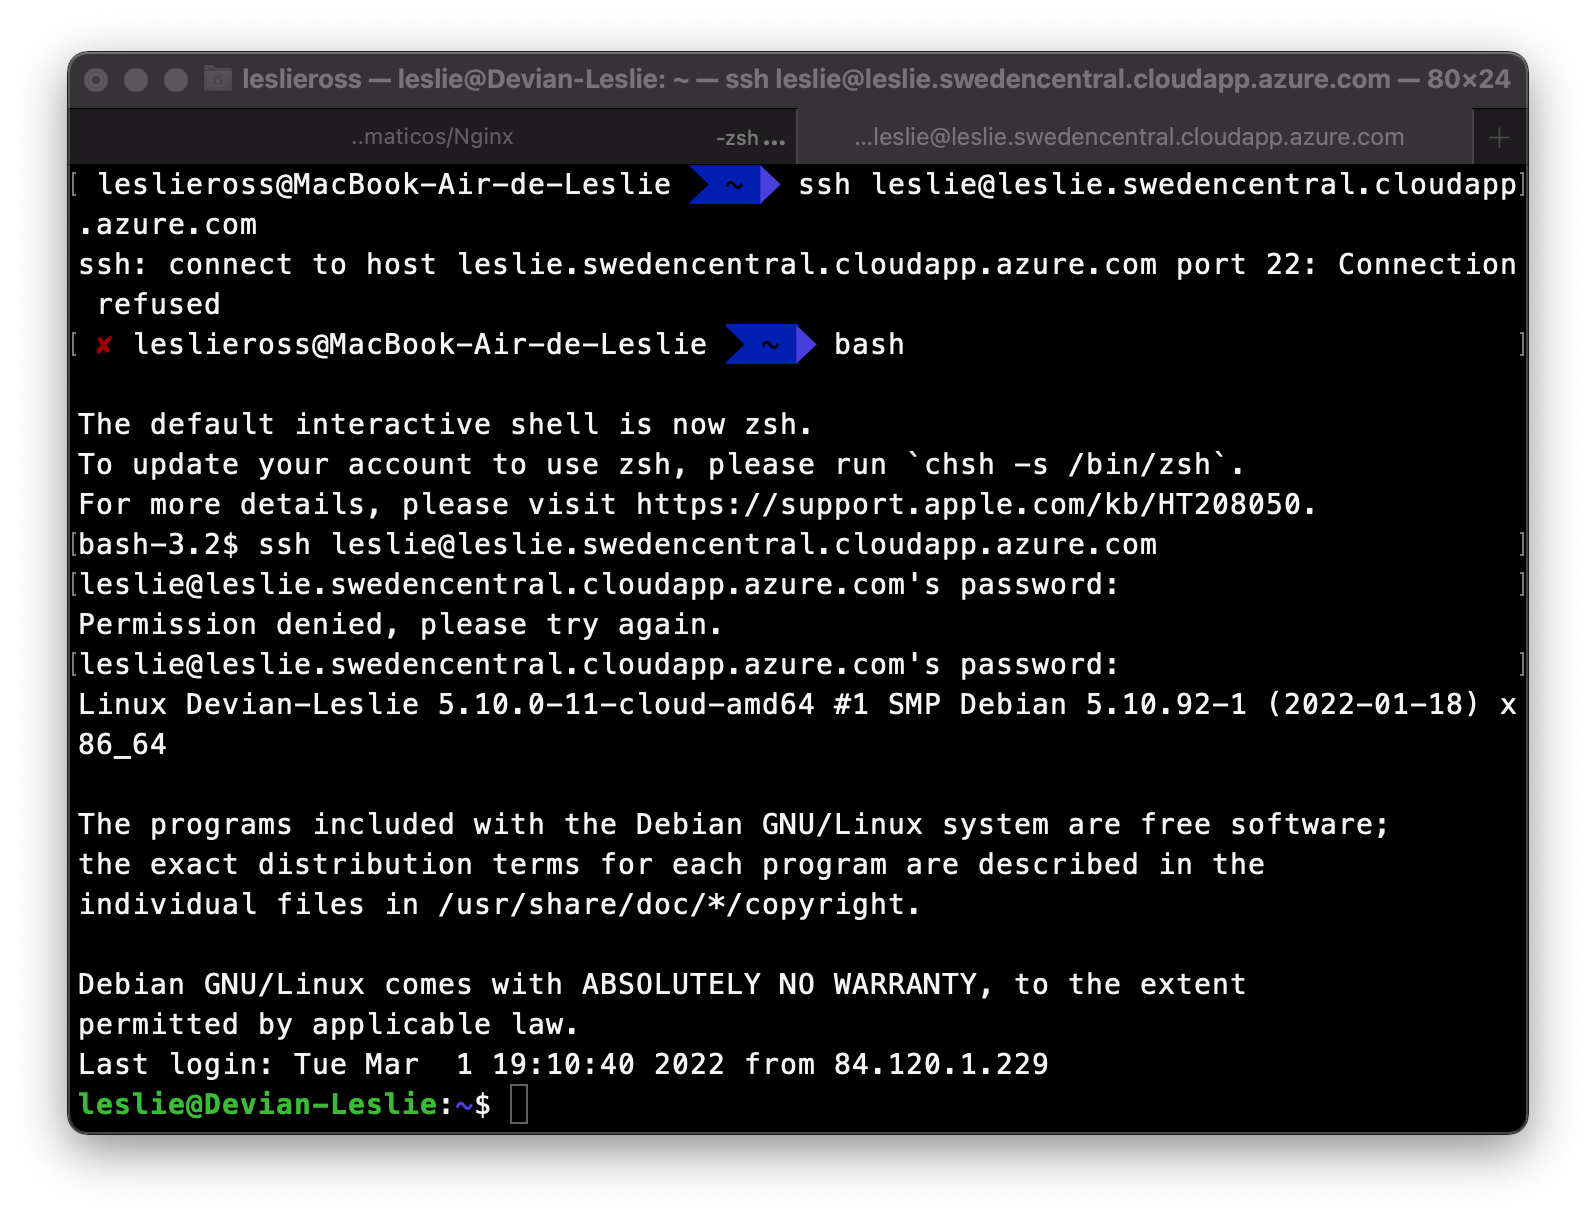 leslieross — leslie@Devian-Leslie: ~ — ssh leslie@leslie.swedencentral.cloudapp.azure.com — 80×24
..maticos/Nginx -zsh ... ...leslie@leslie.swedencentral.cloudapp.azure.com +
[ leslieross@MacBook-Air-de-Leslie ~ ssh leslie@leslie.swedencentral.cloudapp]
.azure.com
ssh: connect to host leslie.swedencentral.cloudapp.azure.com port 22: Connection
 refused
[ ✘ leslieross@MacBook-Air-de-Leslie ~ bash ]
The default interactive shell is now zsh.
To update your account to use zsh, please run `chsh -s /bin/zsh`.
For more details, please visit https://support.apple.com/kb/HT208050.
[bash-3.2$ ssh leslie@leslie.swedencentral.cloudapp.azure.com ]
[leslie@leslie.swedencentral.cloudapp.azure.com's password: ]
Permission denied, please try again.
[leslie@leslie.swedencentral.cloudapp.azure.com's password: ]
Linux Devian-Leslie 5.10.0-11-cloud-amd64 #1 SMP Debian 5.10.92-1 (2022-01-18) x
86_64
The programs included with the Debian GNU/Linux system are free software;
the exact distribution terms for each program are described in the
individual files in /usr/share/doc/*/copyright.
Debian GNU/Linux comes with ABSOLUTELY NO WARRANTY, to the extent
permitted by applicable law.
Last login: Tue Mar  1 19:10:40 2022 from 84.120.1.229
leslie@Devian-Leslie:~$